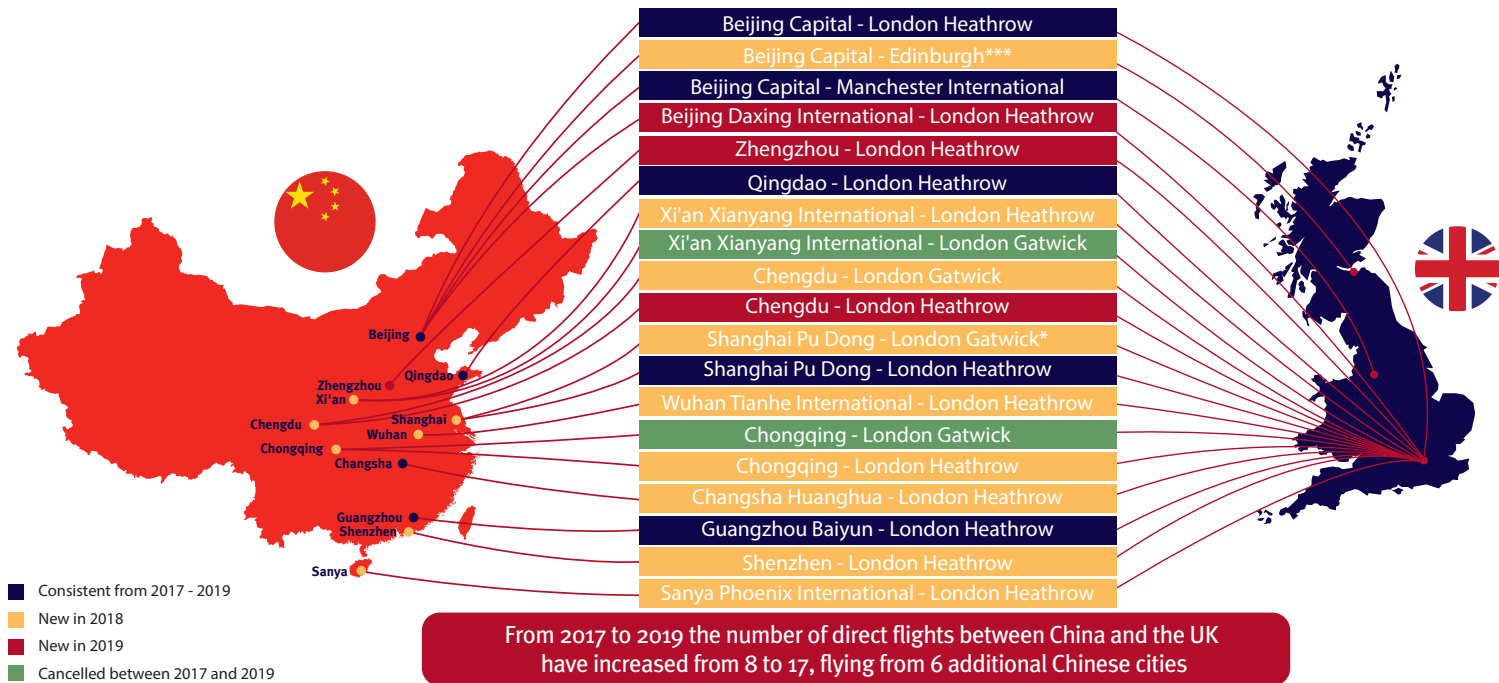 Beijing Capital - London Heathrow
Beijing Capital - Edinburgh***
Beijing Capital - Manchester International
Beijing Daxing International - London Heathrow
Zhengzhou - London Heathrow
Qingdao - London Heathrow
Xi'an Xianyang International - London Heathrow
Xi'an Xianyang International - London Gatwick
Chengdu - London Gatwick
Chengdu - London Heathrow
Shanghai Pu Dong - London Gatwick*
Shanghai Pu Dong - London Heathrow
Wuhan Tianhe International - London Heathrow
Chongqing - London Gatwick
Chongqing - London Heathrow
Changsha Huanghua - London Heathrow
Guangzhou Baiyun - London Heathrow
Shenzhen - London Heathrow
Sanya Phoenix International - London Heathrow
Beijing
Qingdao
Zhengzhou
Xi'an
Shanghai
Chengdu
Wuhan
Chongqing
Changsha
Guangzhou
Shenzhen
Sanya
Consistent from 2017 - 2019
New in 2018
New in 2019
Cancelled between 2017 and 2019
From 2017 to 2019 the number of direct flights between China and the UK
have increased from 8 to 17, flying from 6 additional Chinese cities